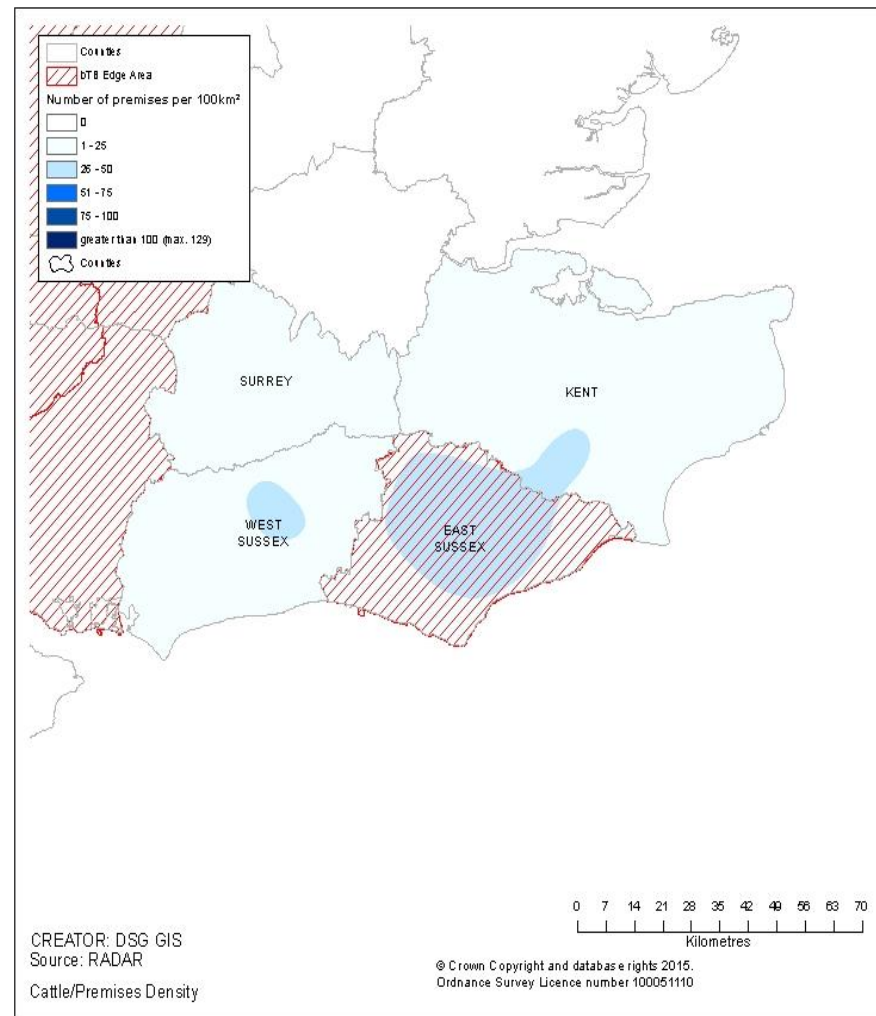 Counties
bTB Edge Area
Number of premises per 100km²
0
1 - 25
26 - 50
51 - 75
75 - 100
greater than 100 (max. 129)
Counties
SURREY
KENT
WEST
SUSSEX
EAST
SUSSEX
0 7 14 21 28 35 42 49 56 63 70
Kilometres
CREATOR: DSG GIS
Source: RADAR
Cattle/Premises Density
© Crown Copyright and database rights 2015.
Ordnance Survey Licence number 100051110